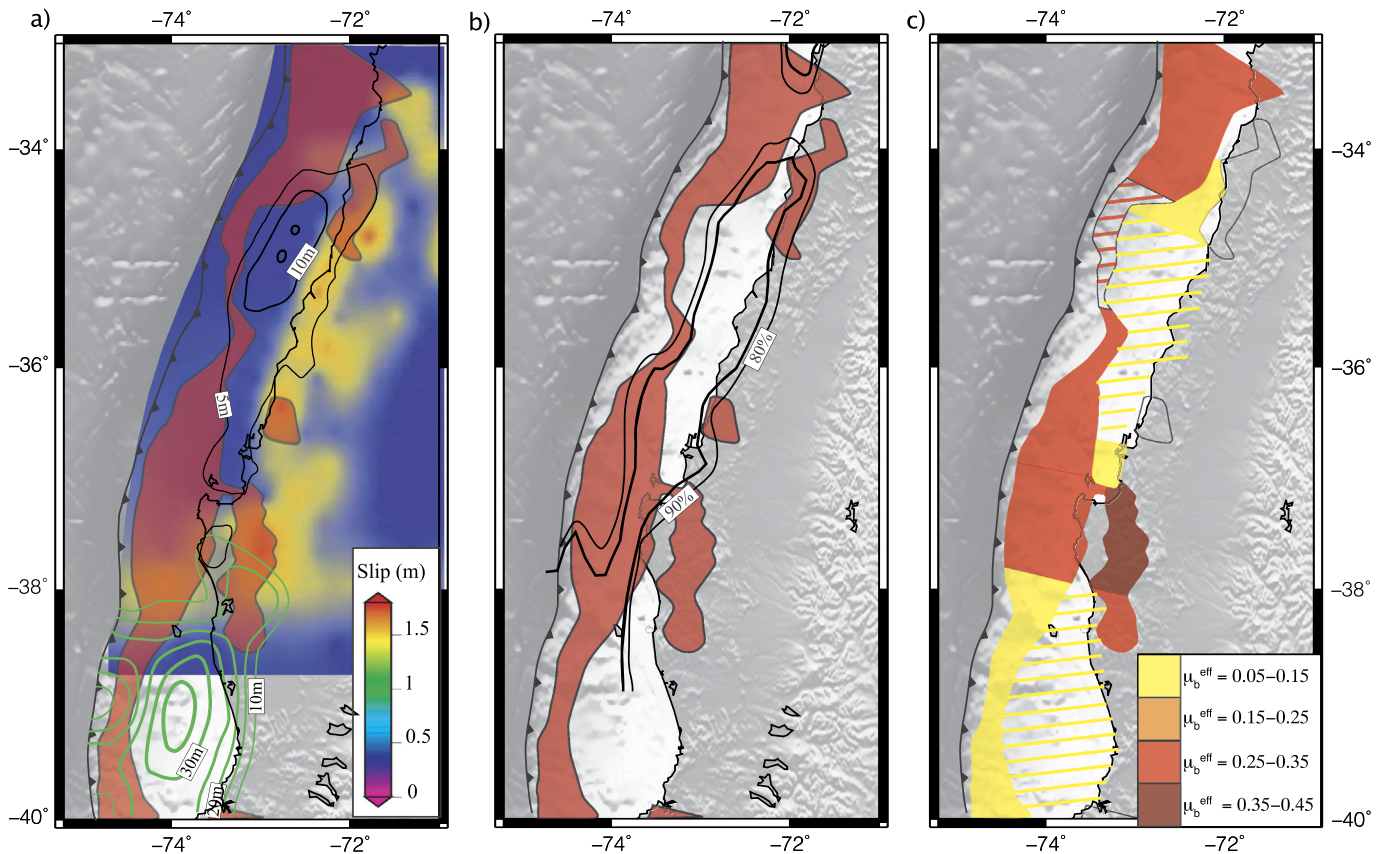 a)
−74°
−72°
b)
−74°
−72°
c)
−74°
−72°
−34°
−36°
−38°
−40°
10m
5m
10m
30m
20m
Slip (m)
1.5
1
0.5
0
80%
90%
−34°
−36°
−38°
−40°
μb^eff = 0.05−0.15
μb^eff = 0.15−0.25
μb^eff = 0.25−0.35
μb^eff = 0.35−0.45
−74°
−72°
−74°
−72°
−74°
−72°